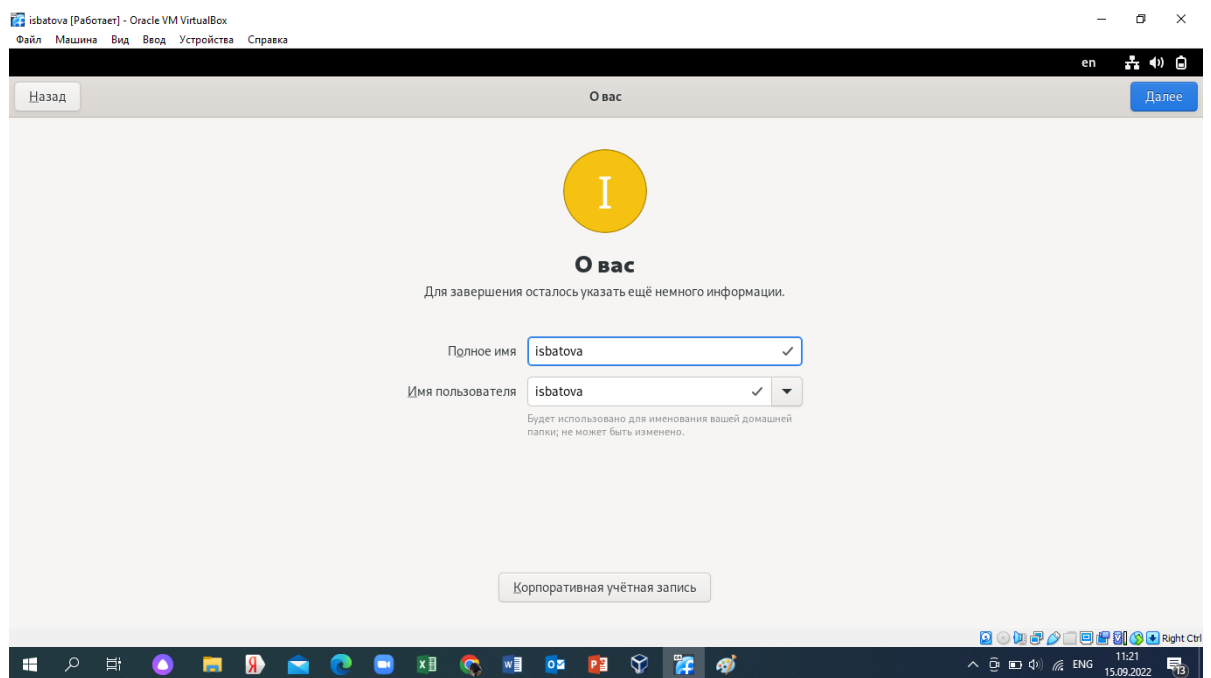 isbatova [Работает] - Oracle VM VirtualBox
Файл Машина Вид Ввод Устройства Справка
en
Назад О вас Далее
I
О вас
Для завершения осталось указать ещё немного информации.
Полное имя isbatova
Имя пользователя isbatova
Будет использовано для именования вашей домашней
папки; не может быть изменено.
Корпоративная учётная запись
Right Ctrl
ENG 11:21
15.09.2022 13